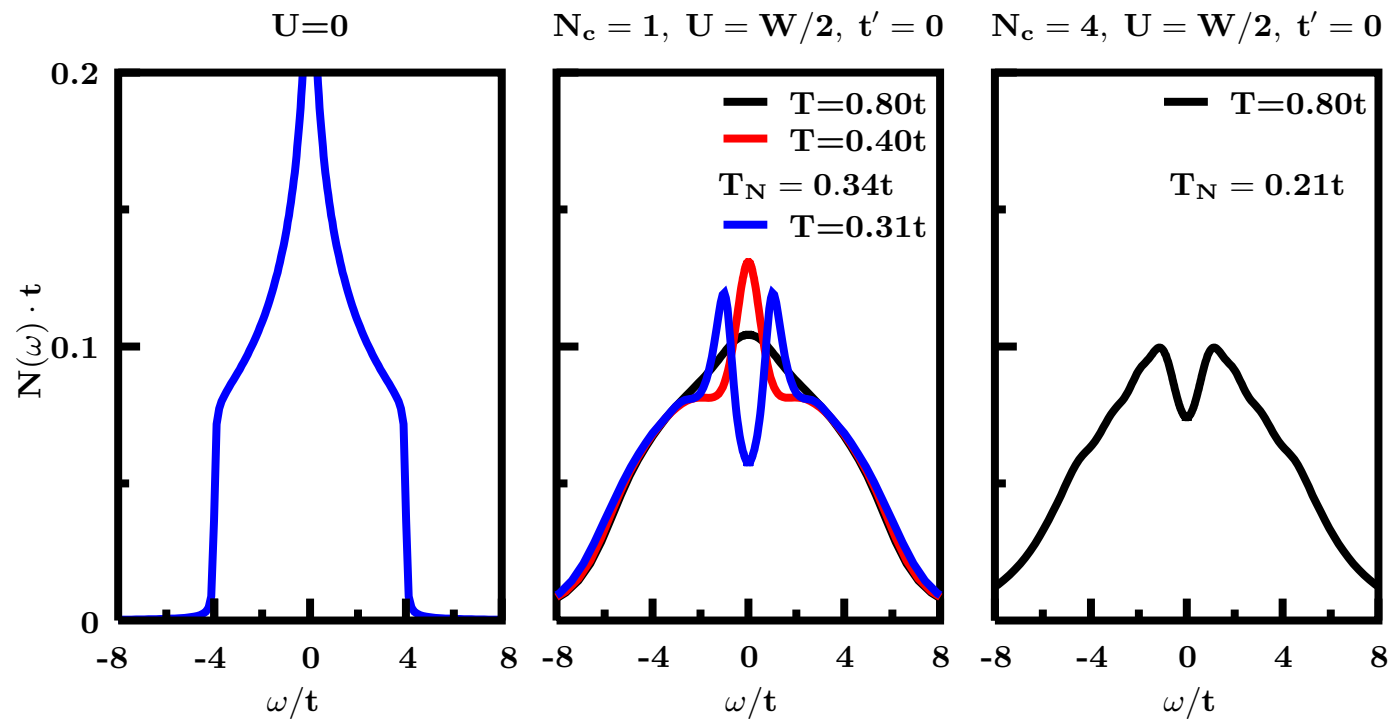 U=0
N_c = 1, U = W/2, t′ = 0
N_c = 4, U = W/2, t′ = 0
N(ω) · t
0.2
0.1
0
-8 -4 0 4 8
ω/t
T=0.80t
T=0.40t
T_N = 0.34t
T=0.31t
-8 -4 0 4 8
ω/t
T=0.80t
T_N = 0.21t
-8 -4 0 4 8
ω/t